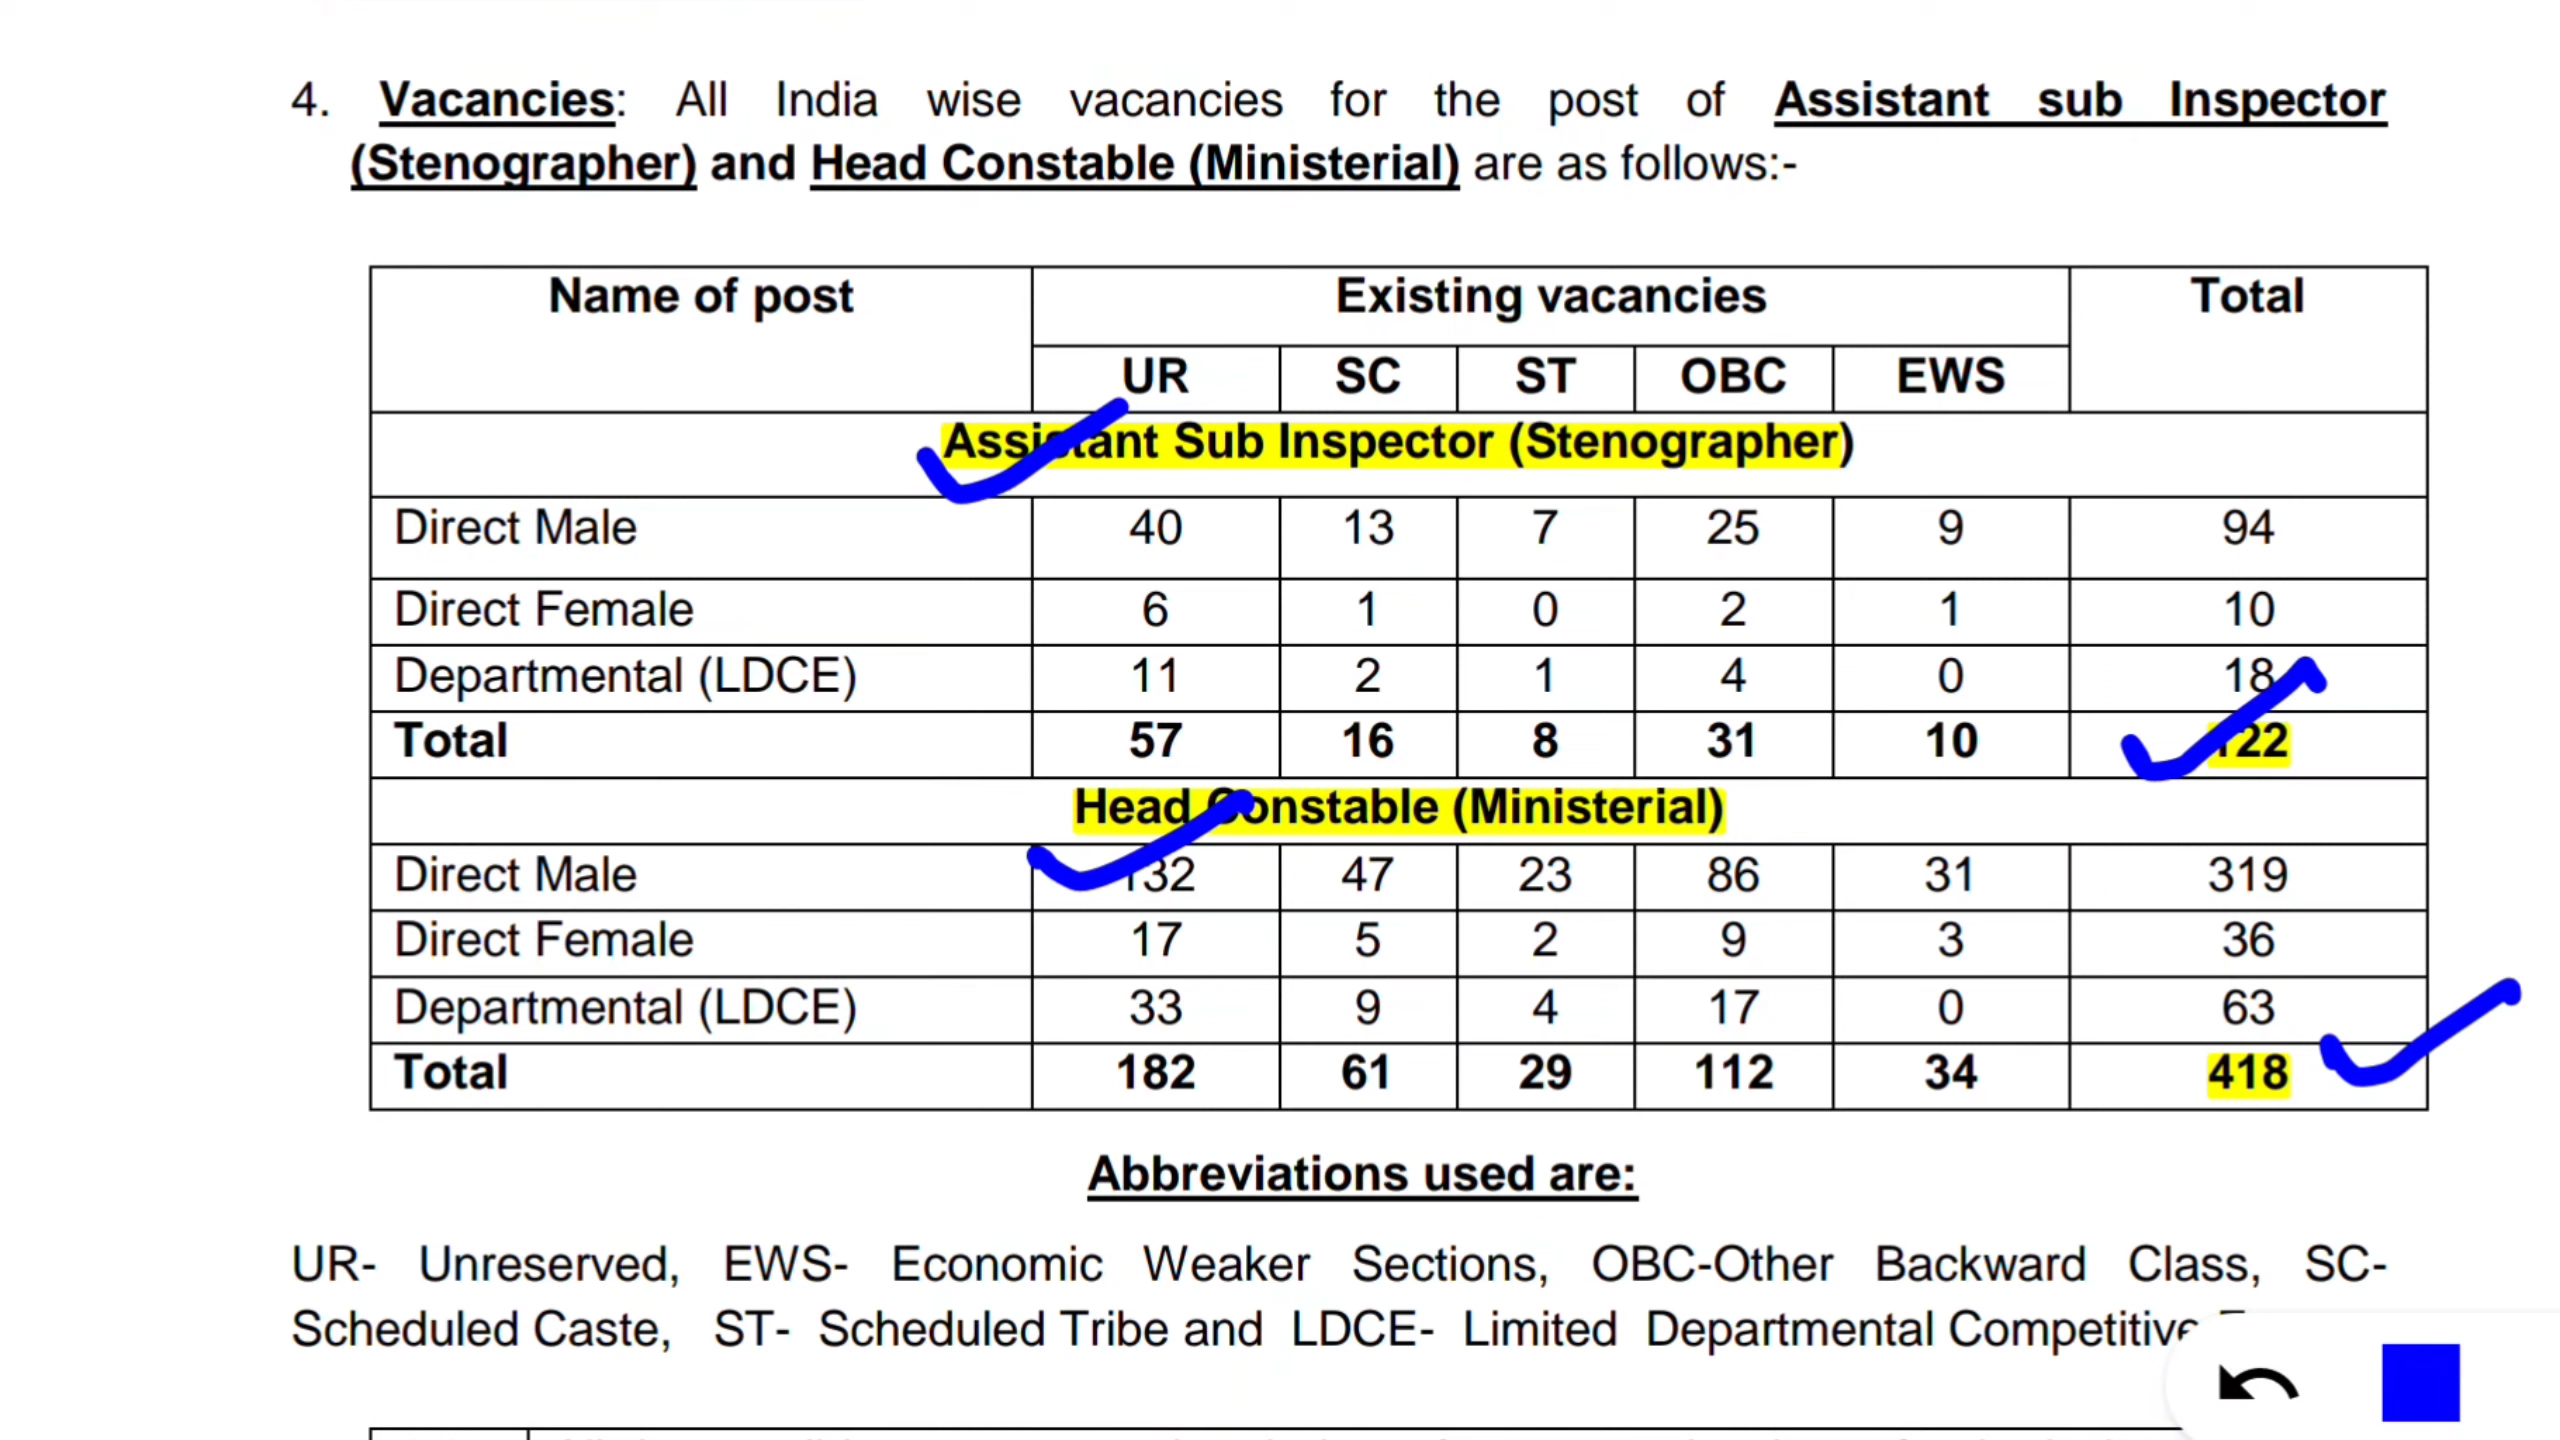 4. Vacancies: All India wise vacancies for the post of Assistant sub Inspector
(Stenographer) and Head Constable (Ministerial) are as follows:-
Name of post Existing vacancies Total
UR SC ST OBC EWS
Assistant Sub Inspector (Stenographer)
Direct Male 40 13 7 25 9 94
Direct Female 6 1 0 2 1 10
Departmental (LDCE) 11 2 1 4 0 18
Total 57 16 8 31 10 122
Head Constable (Ministerial)
Direct Male 132 47 23 86 31 319
Direct Female 17 5 2 9 3 36
Departmental (LDCE) 33 9 4 17 0 63
Total 182 61 29 112 34 418
Abbreviations used are:
UR- Unreserved, EWS- Economic Weaker Sections, OBC-Other Backward Class, SC-
Scheduled Caste, ST- Scheduled Tribe and LDCE- Limited Departmental Competitive